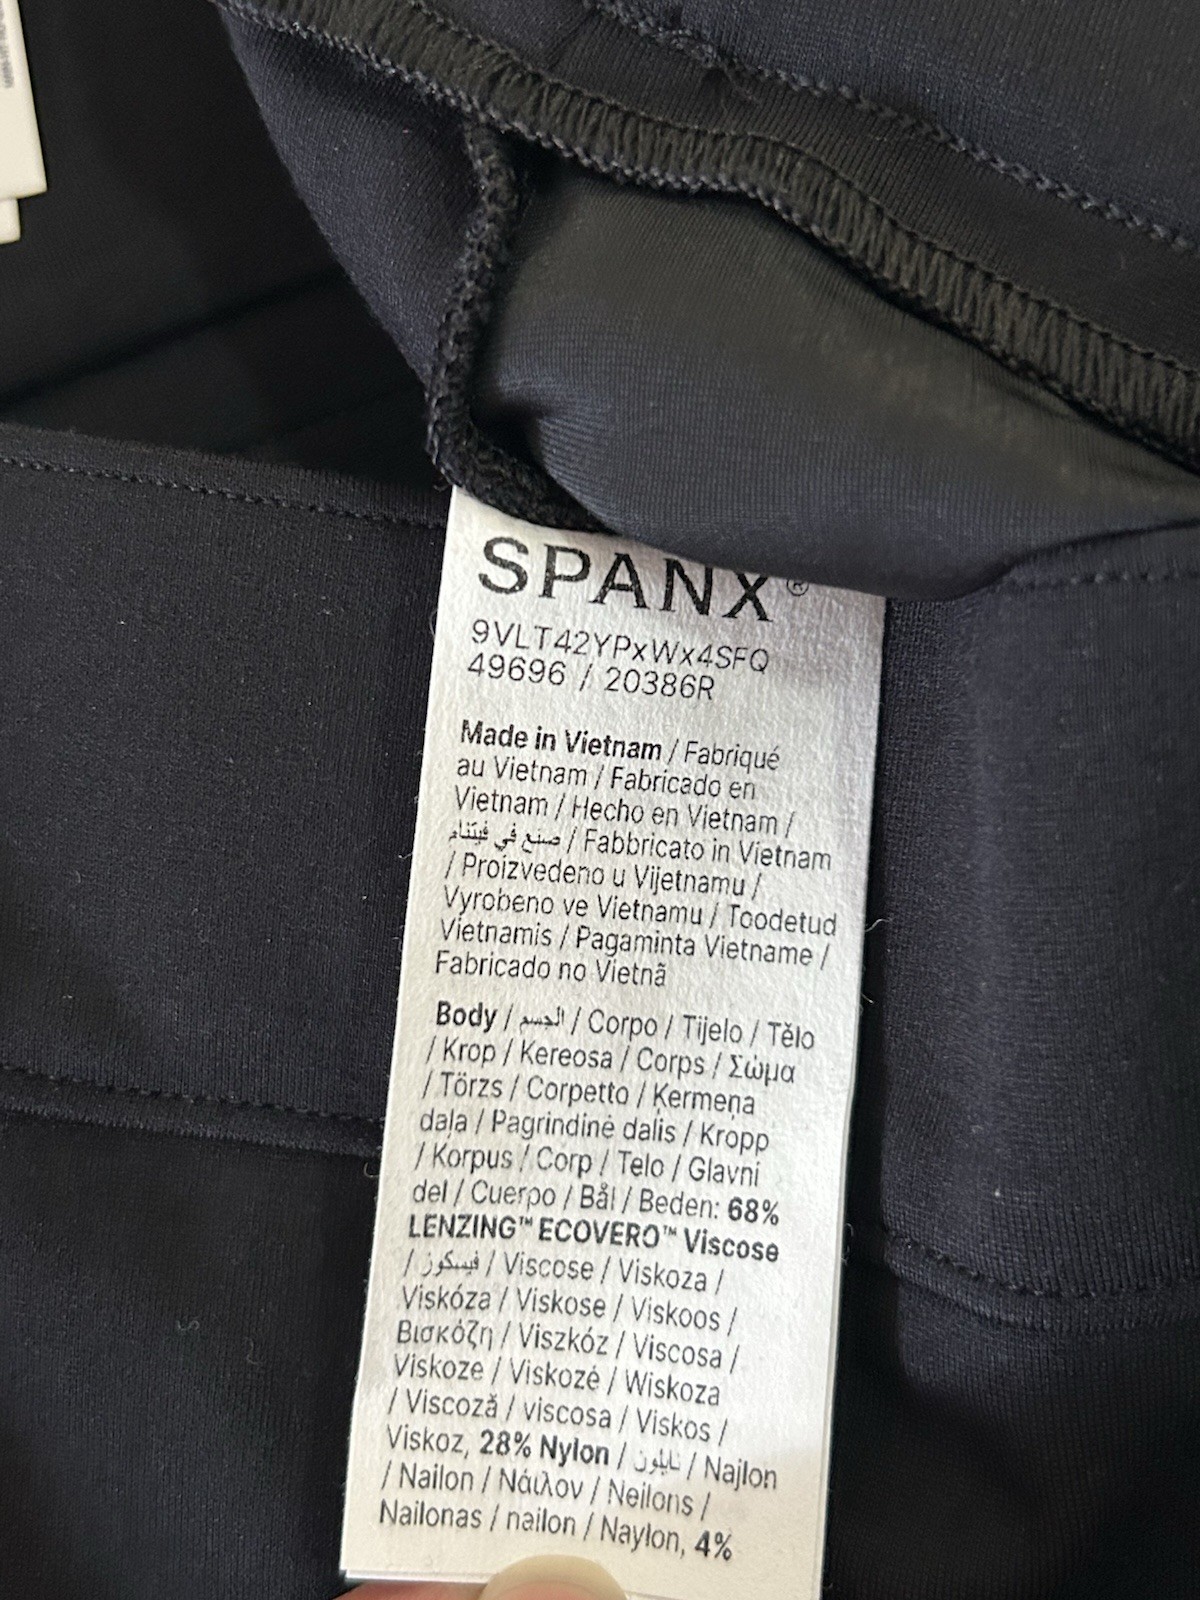 SPANX®
9VLT42YPxWx4SFQ
49696 / 20386R
Made in Vietnam / Fabriqué
au Vietnam / Fabricado en
Vietnam / Hecho en Vietnam /
صنع في فيتنام / Fabbricato in Vietnam
/ Proizvedeno u Vijetnamu /
Vyrobeno ve Vietnamu / Toodetud
Vietnamis / Pagaminta Vietname /
Fabricado no Vietnã
Body / الجسم / Corpo / Tijelo / Tělo
/ Krop / Kereosa / Corps / Σώμα
/ Törzs / Corpetto / Ķermeņa
daļa / Pagrindinė dalis / Kropp
/ Korpus / Corp / Telo / Glavni
del / Cuerpo / Bål / Beden: 68%
LENZING™ ECOVERO™ Viscose
/ فيسكوز / Viscose / Viskoza /
Viskóza / Viskose / Viskoos /
Βισκόζη / Viszkóz / Viscosa /
Viskoze / Viskozė / Wiskoza
/ Viscoză / viscosa / Viskos /
Viskoz, 28% Nylon / نايلون / Najlon
/ Nailon / Νάιλον / Neilons /
Nailonas / nailon / Naylon, 4%